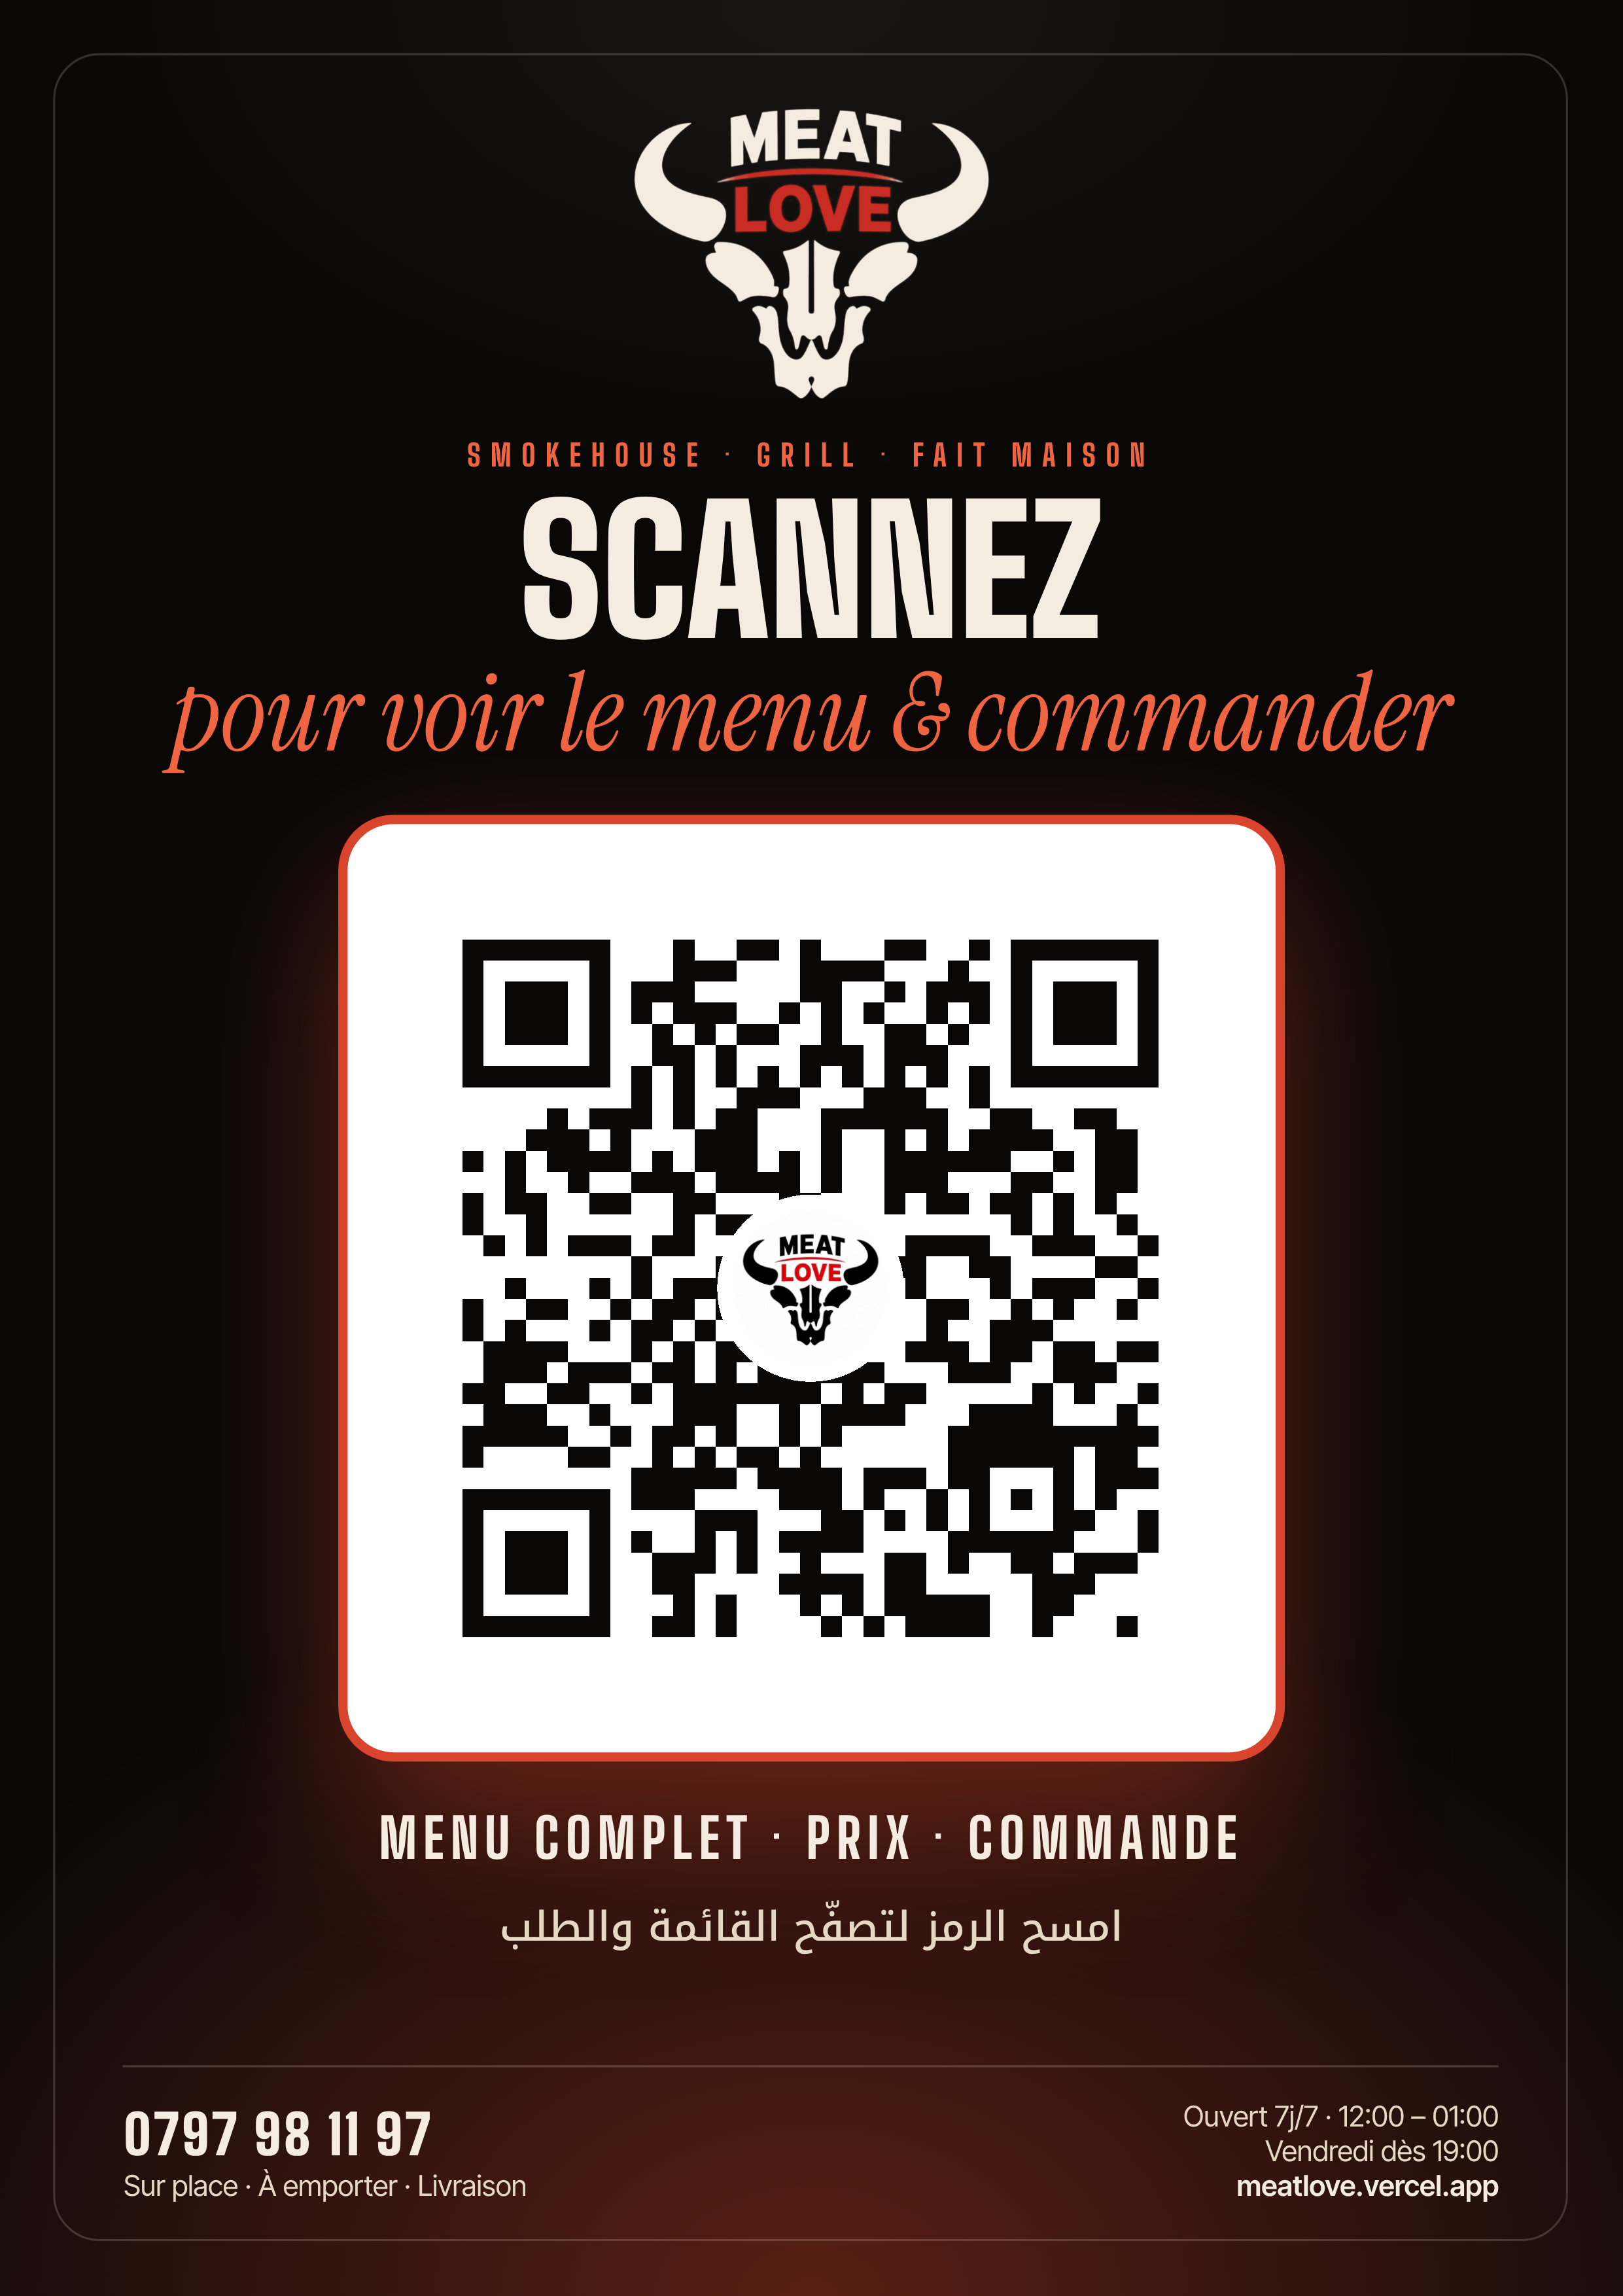 MEAT
LOVE
SMOKEHOUSE · GRILL · FAIT MAISON
SCANNEZ
pour voir le menu & commander
MEAT
LOVE
MENU COMPLET · PRIX · COMMANDE
امسح الرمز لتصفّح القائمة والطلب
0797 98 11 97
Sur place · À emporter · Livraison
Ouvert 7j/7 · 12:00 – 01:00
Vendredi dès 19:00
meatlove.vercel.app